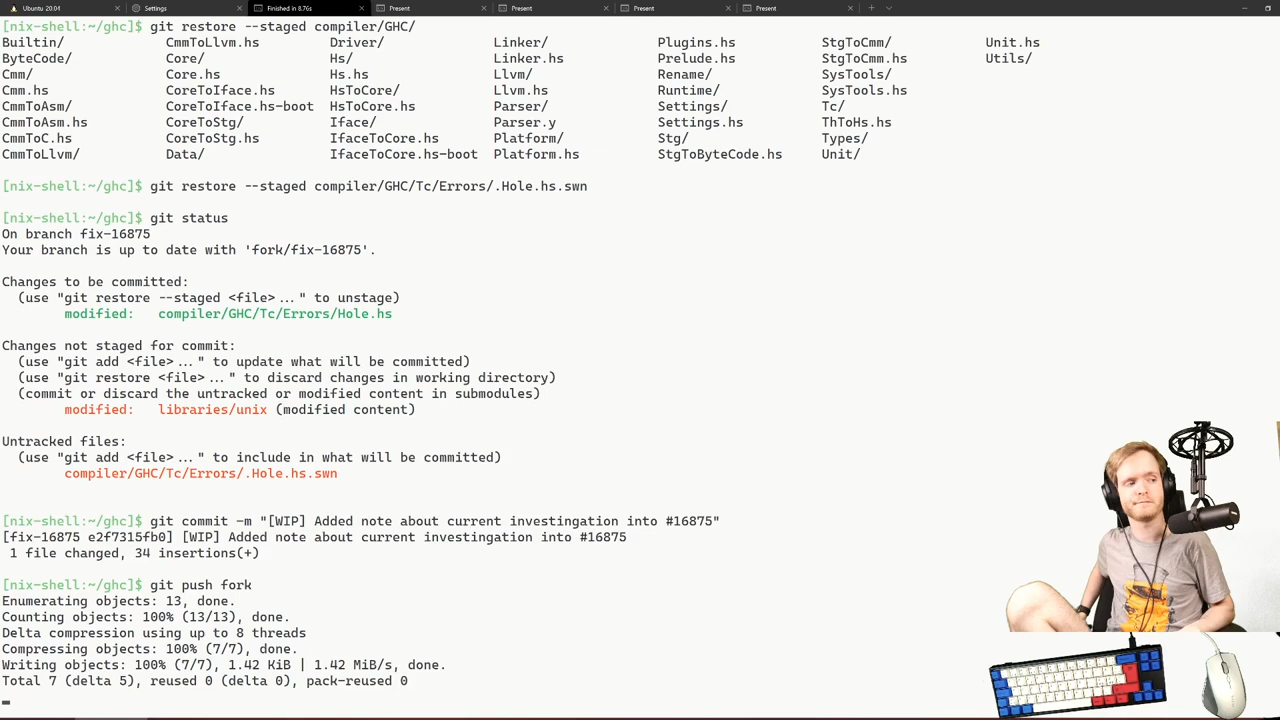 Ubuntu 20.04
Settings
Finished in 8.76s
Present
Present
Present
Present
[nix-shell:~/ghc]$ git restore --staged compiler/GHC/
Builtin/ CmmToLlvm.hs Driver/ Linker/ Plugins.hs StgToCmm/ Unit.hs
ByteCode/ Core/ Hs/ Linker.hs Prelude.hs StgToCmm.hs Utils/
Cmm/ Core.hs Hs.hs Llvm/ Rename/ SysTools/
Cmm.hs CoreToIface.hs HsToCore/ Llvm.hs Runtime/ SysTools.hs
CmmToAsm/ CoreToIface.hs-boot HsToCore.hs Parser/ Settings/ Tc/
CmmToAsm.hs CoreToStg/ Iface/ Parser.y Settings.hs ThToHs.hs
CmmToC.hs CoreToStg.hs IfaceToCore.hs Platform/ Stg/ Types/
CmmToLlvm/ Data/ IfaceToCore.hs-boot Platform.hs StgToByteCode.hs Unit/
[nix-shell:~/ghc]$ git restore --staged compiler/GHC/Tc/Errors/.Hole.hs.swn
[nix-shell:~/ghc]$ git status
On branch fix-16875
Your branch is up to date with 'fork/fix-16875'.
Changes to be committed:
(use "git restore --staged <file>..." to unstage)
modified: compiler/GHC/Tc/Errors/Hole.hs
Changes not staged for commit:
(use "git add <file>..." to update what will be committed)
(use "git restore <file>..." to discard changes in working directory)
(commit or discard the untracked or modified content in submodules)
modified: libraries/unix (modified content)
Untracked files:
(use "git add <file>..." to include in what will be committed)
compiler/GHC/Tc/Errors/.Hole.hs.swn
[nix-shell:~/ghc]$ git commit -m "[WIP] Added note about current investingation into #16875"
[fix-16875 e2f7315fb0] [WIP] Added note about current investingation into #16875
1 file changed, 34 insertions(+)
[nix-shell:~/ghc]$ git push fork
Enumerating objects: 13, done.
Counting objects: 100% (13/13), done.
Delta compression using up to 8 threads
Compressing objects: 100% (7/7), done.
Writing objects: 100% (7/7), 1.42 KiB | 1.42 MiB/s, done.
Total 7 (delta 5), reused 0 (delta 0), pack-reused 0